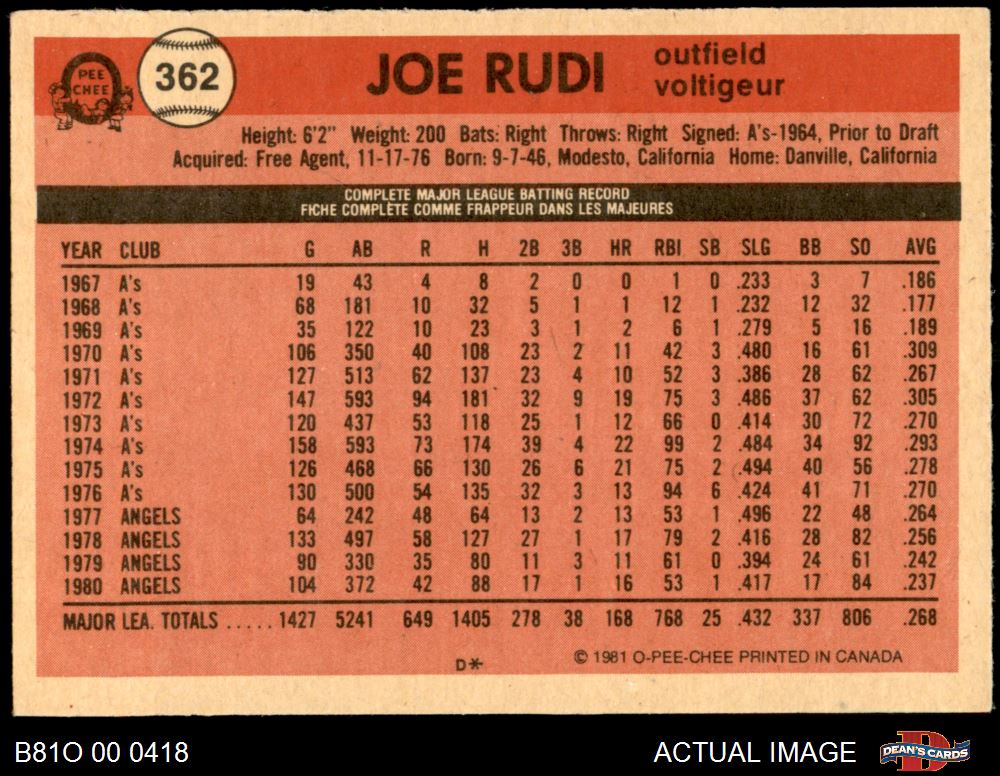 PEE
CHEE
362
JOE RUDI
outfield
voltigeur
Height: 6'2" Weight: 200 Bats: Right Throws: Right Signed: A's-1964, Prior to Draft
Acquired: Free Agent, 11-17-76 Born: 9-7-46, Modesto, California Home: Danville, California
COMPLETE MAJOR LEAGUE BATTING RECORD
FICHE COMPLÈTE COMME FRAPPEUR DANS LES MAJEURES
YEAR CLUB G AB R H 2B 3B HR RBI SB SLG BB SO AVG
1967 A's 19 43 4 8 2 0 0 1 0 .233 3 7 .186
1968 A's 68 181 10 32 5 1 1 12 1 .232 12 32 .177
1969 A's 35 122 10 23 3 1 2 6 1 .279 5 16 .189
1970 A's 106 350 40 108 23 2 11 42 3 .480 16 61 .309
1971 A's 127 513 62 137 23 4 10 52 3 .386 28 62 .267
1972 A's 147 593 94 181 32 9 19 75 3 .486 37 62 .305
1973 A's 120 437 53 118 25 1 12 66 0 .414 30 72 .270
1974 A's 158 593 73 174 39 4 22 99 2 .484 34 92 .293
1975 A's 126 468 66 130 26 6 21 75 2 .494 40 56 .278
1976 A's 130 500 54 135 32 3 13 94 6 .424 41 71 .270
1977 ANGELS 64 242 48 64 13 2 13 53 1 .496 22 48 .264
1978 ANGELS 133 497 58 127 27 1 17 79 2 .416 28 82 .256
1979 ANGELS 90 330 35 80 11 3 11 61 0 .394 24 61 .242
1980 ANGELS 104 372 42 88 17 1 16 53 1 .417 17 84 .237
MAJOR LEA. TOTALS ..... 1427 5241 649 1405 278 38 168 768 25 .432 337 806 .268
D* © 1981 O-PEE-CHEE PRINTED IN CANADA
B81O 00 0418
ACTUAL IMAGE
DEAN'S CARDS